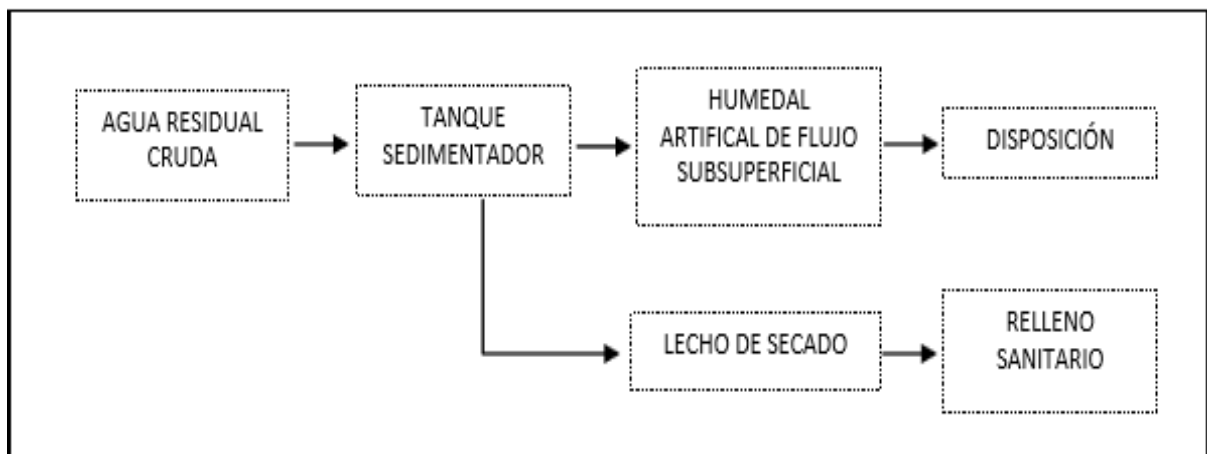 AGUA RESIDUAL
CRUDA
TANQUE
SEDIMENTADOR
HUMEDAL
ARTIFICAL DE FLUJO
SUBSUPERFICIAL
DISPOSICIÓN
LECHO DE SECADO
RELLENO
SANITARIO